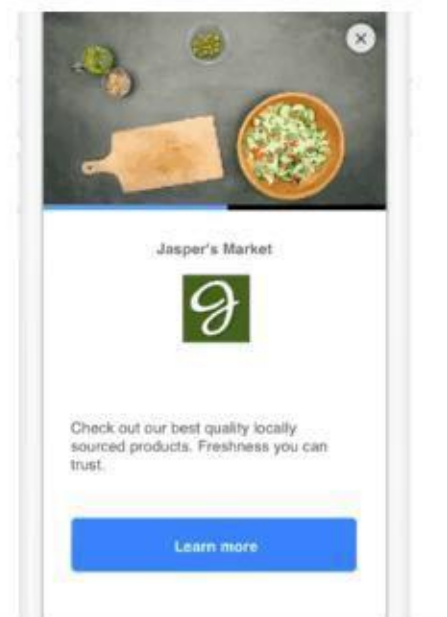 Jasper's Market
Check out our best quality locally
sourced products. Freshness you can
trust.
Learn more